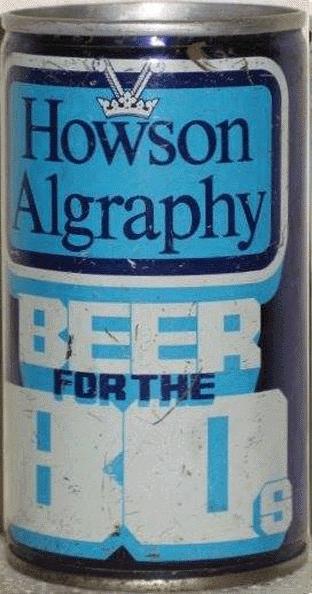 Howson
Algraphy
BEER
FOR THE
80s